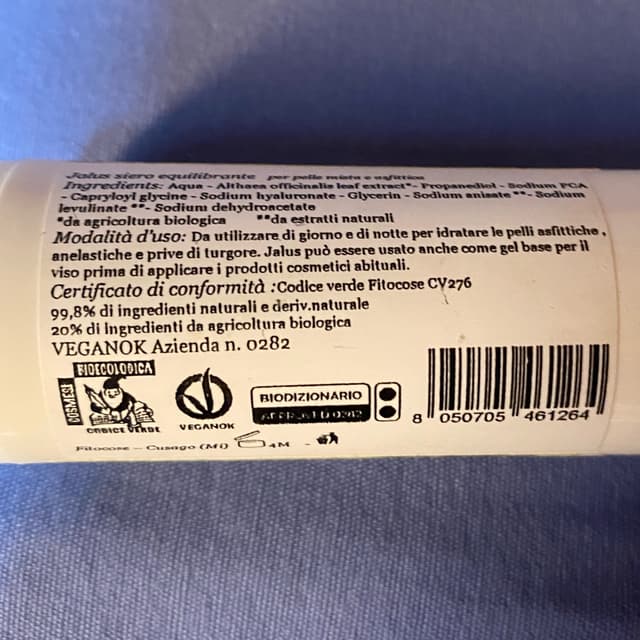 Jalus siero equilibrante per pelle mista e asfittica
Ingredients: Aqua - Althaea officinalis leaf extract*- Propanediol - Sodium PCA
- Capryloyl glycine - Sodium hyaluronate - Glycerin - Sodium anisate **- Sodium
levulinate **- Sodium dehydroacetate
*da agricoltura biologica **da estratti naturali
Modalità d'uso: Da utilizzare di giorno e di notte per idratare le pelli asfittiche,
anelastiche e prive di turgore. Jalus può essere usato anche come gel base per il
viso prima di applicare i prodotti cosmetici abituali.
Certificato di conformità :Codice verde Fitocose CV276
99,8% di ingredienti naturali e deriv.naturale
20% di ingredienti da agricoltura biologica
VEGANOK Azienda n. 0282
BIOECOLOGICA
COSMESI
CODICE VERDE
VEGANOK
BIODIZIONARIO
8 050705 461264
Fitocose - Cusago (Mi) 4M